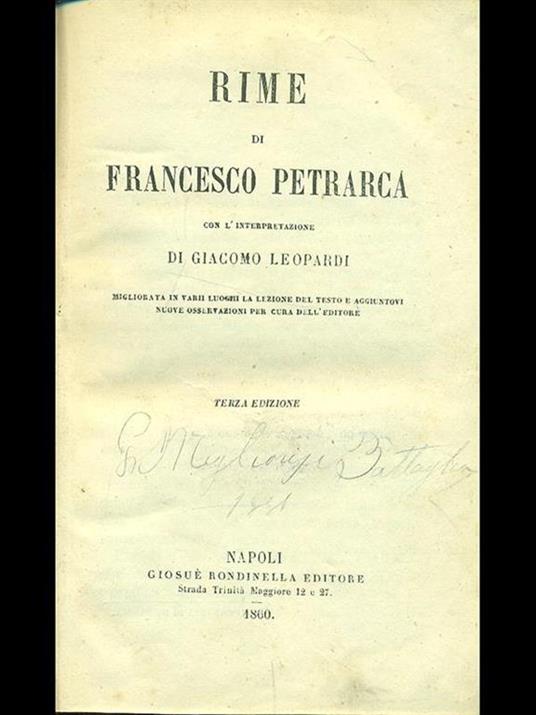 RIME
DI
FRANCESCO PETRARCA
CON L'INTERPRETAZIONE
DI GIACOMO LEOPARDI
MIGLIORATA IN VARII LUOGHI LA LEZIONE DEL TESTO E AGGIUNTOVI
NUOVE OSSERVAZIONI PER CURA DELL'EDITORE
TERZA EDIZIONE
NAPOLI
GIOSUÈ RONDINELLA EDITORE
Strada Trinità Maggiore 12 e 27.
1860.